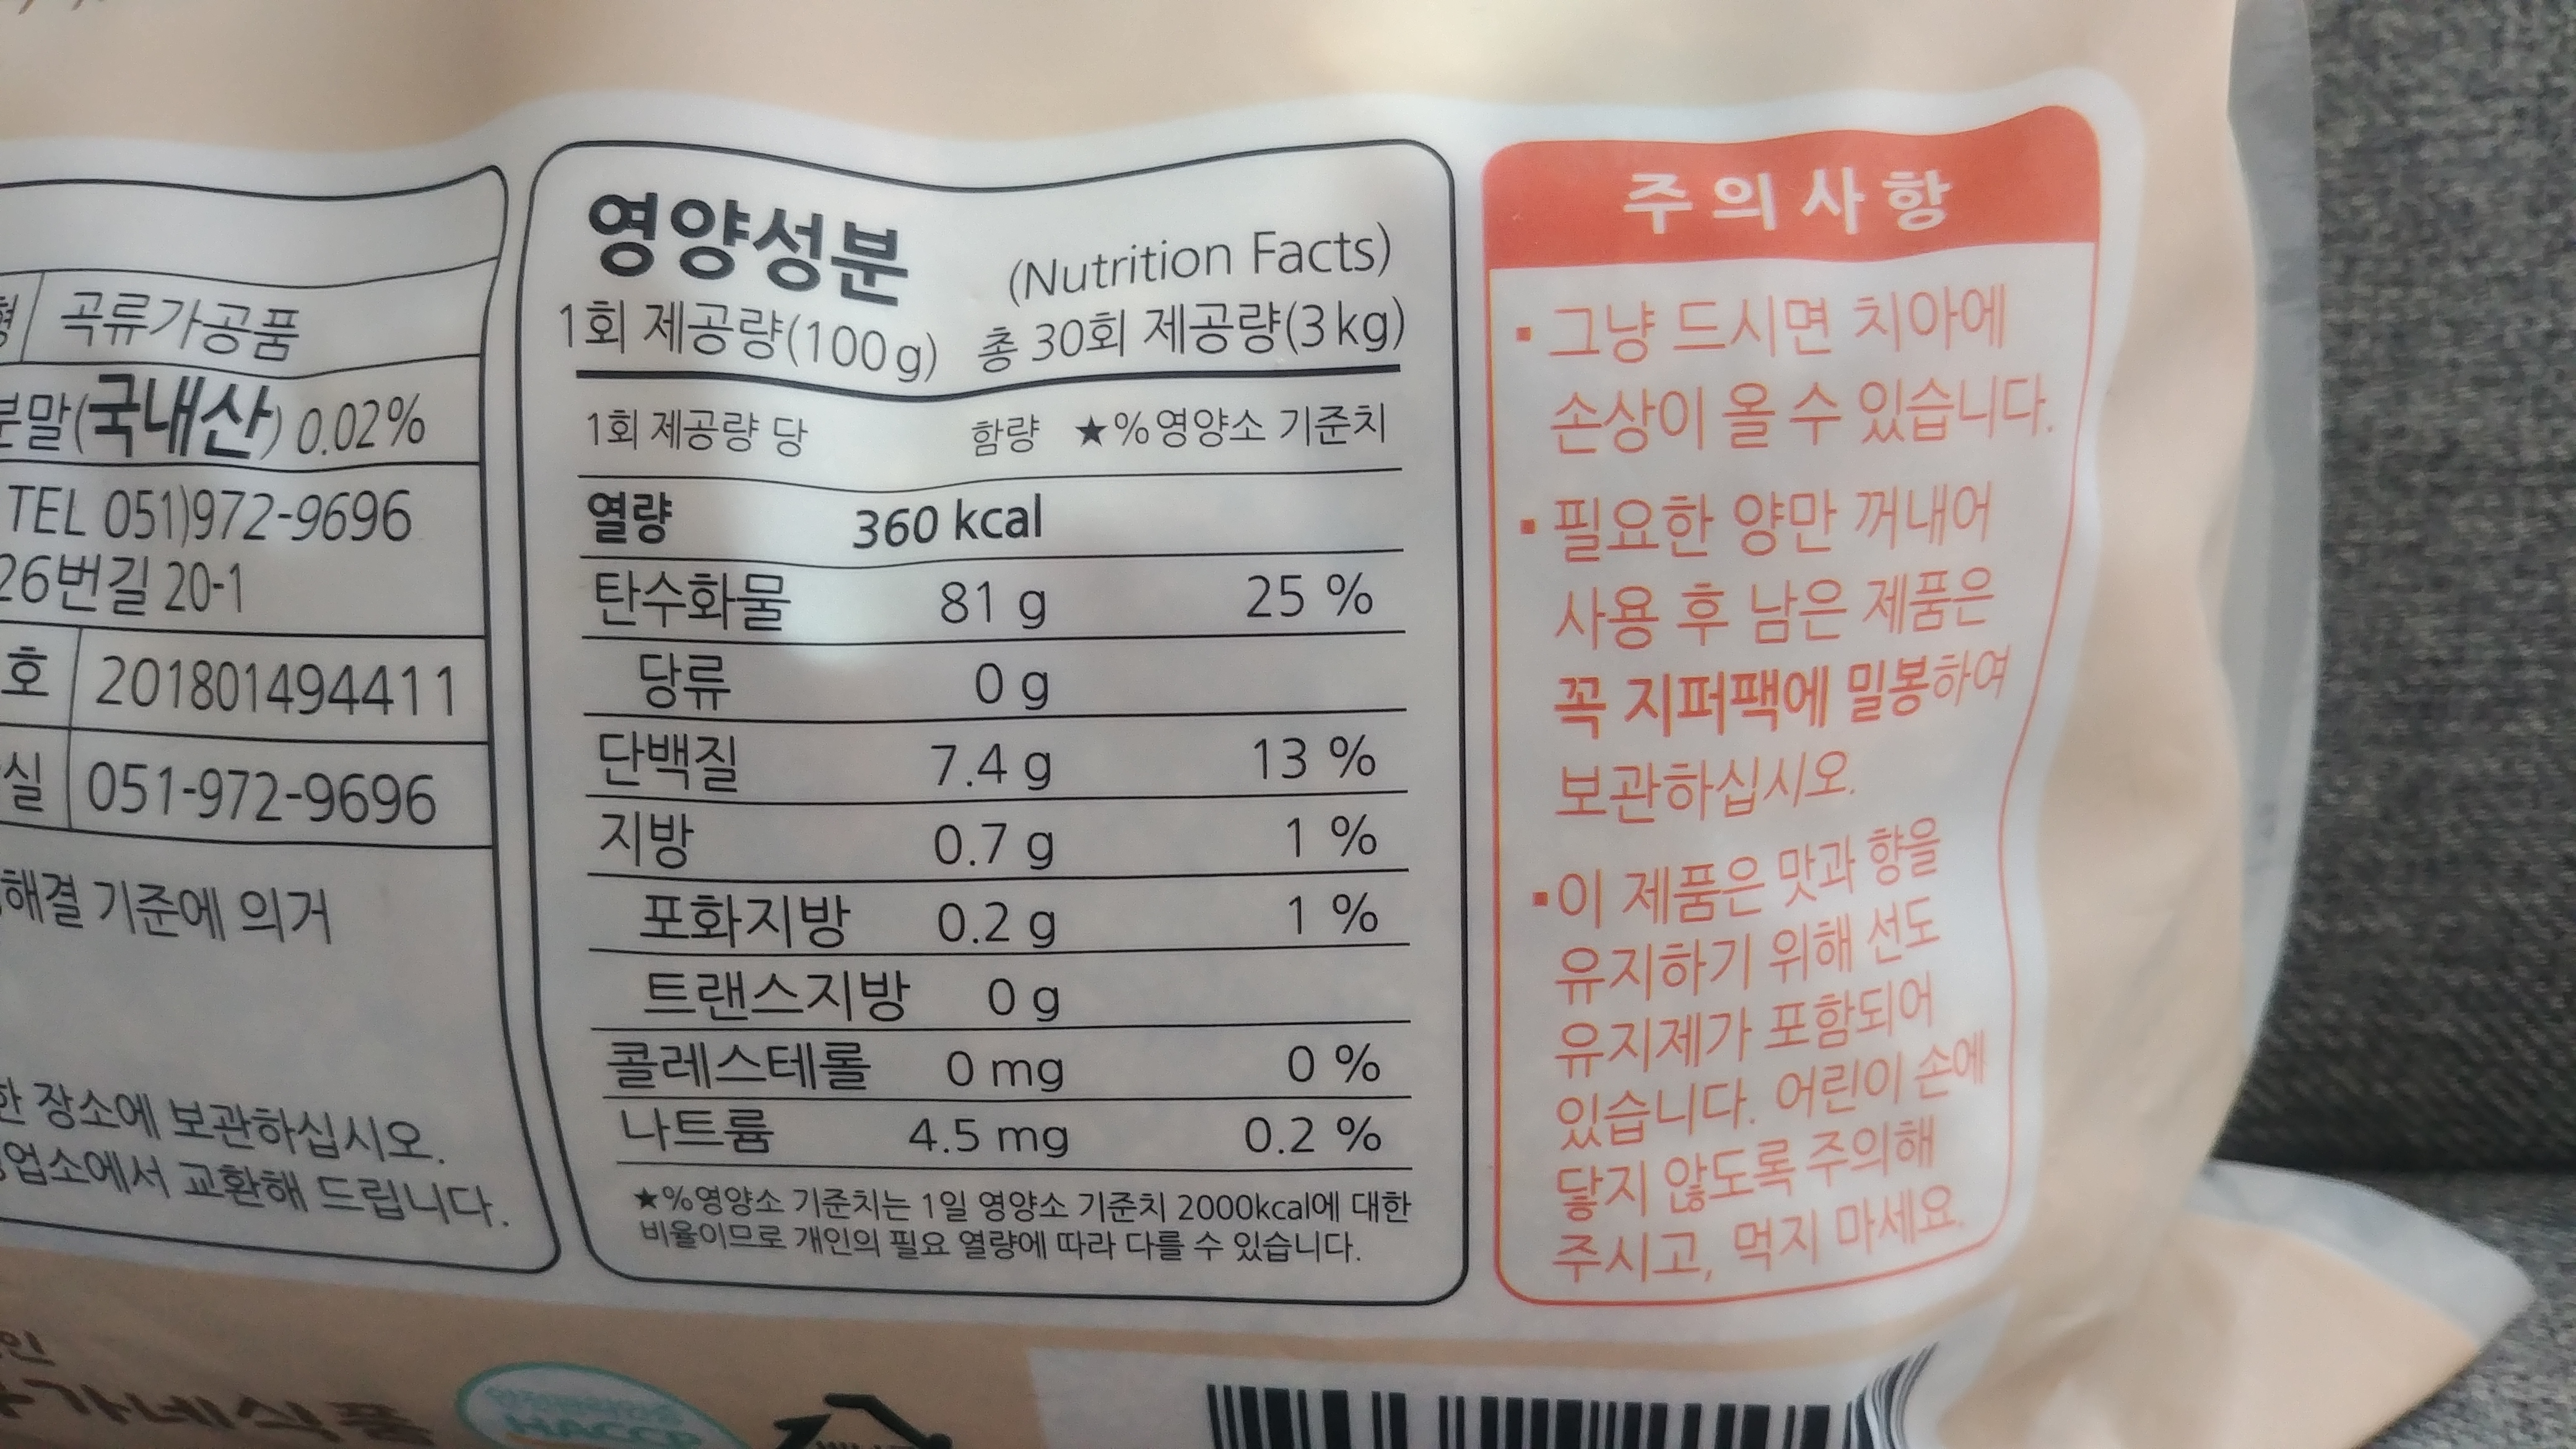 곡류가공품
분말(국내산) 0.02%
TEL 051)972-9696
26번길 20-1
호 201801494411
실 051-972-9696
해결 기준에 의거
한 장소에 보관하십시오.
업소에서 교환해 드립니다.
영양성분 (Nutrition Facts)
1회 제공량(100g) 총 30회 제공량(3kg)
1회 제공량 당 함량 ★%영양소 기준치
열량 360 kcal
탄수화물 81 g 25 %
당류 0 g
단백질 7.4 g 13 %
지방 0.7 g 1 %
포화지방 0.2 g 1 %
트랜스지방 0 g
콜레스테롤 0 mg 0 %
나트륨 4.5 mg 0.2 %
★%영양소 기준치는 1일 영양소 기준치 2000kcal에 대한
비율이므로 개인의 필요 열량에 따라 다를 수 있습니다.
주의사항
▪ 그냥 드시면 치아에
손상이 올 수 있습니다.
▪ 필요한 양만 꺼내어
사용 후 남은 제품은
꼭 지퍼팩에 밀봉하여
보관하십시오.
▪ 이 제품은 맛과 향을
유지하기 위해 선도
유지제가 포함되어
있습니다. 어린이 손에
닿지 않도록 주의해
주시고, 먹지 마세요.
가네식품
HACCP